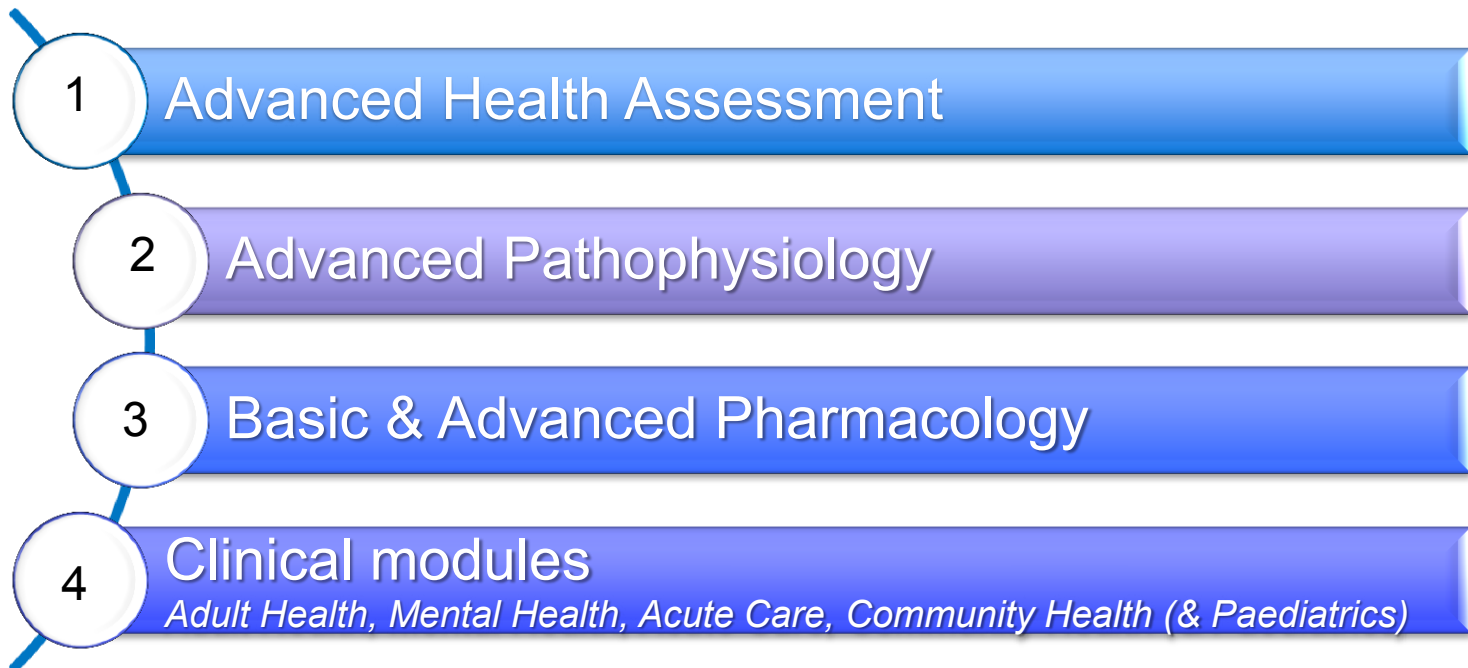 1
Advanced Health Assessment
2
Advanced Pathophysiology
3
Basic & Advanced Pharmacology
4
Clinical modules
Adult Health, Mental Health, Acute Care, Community Health (& Paediatrics)